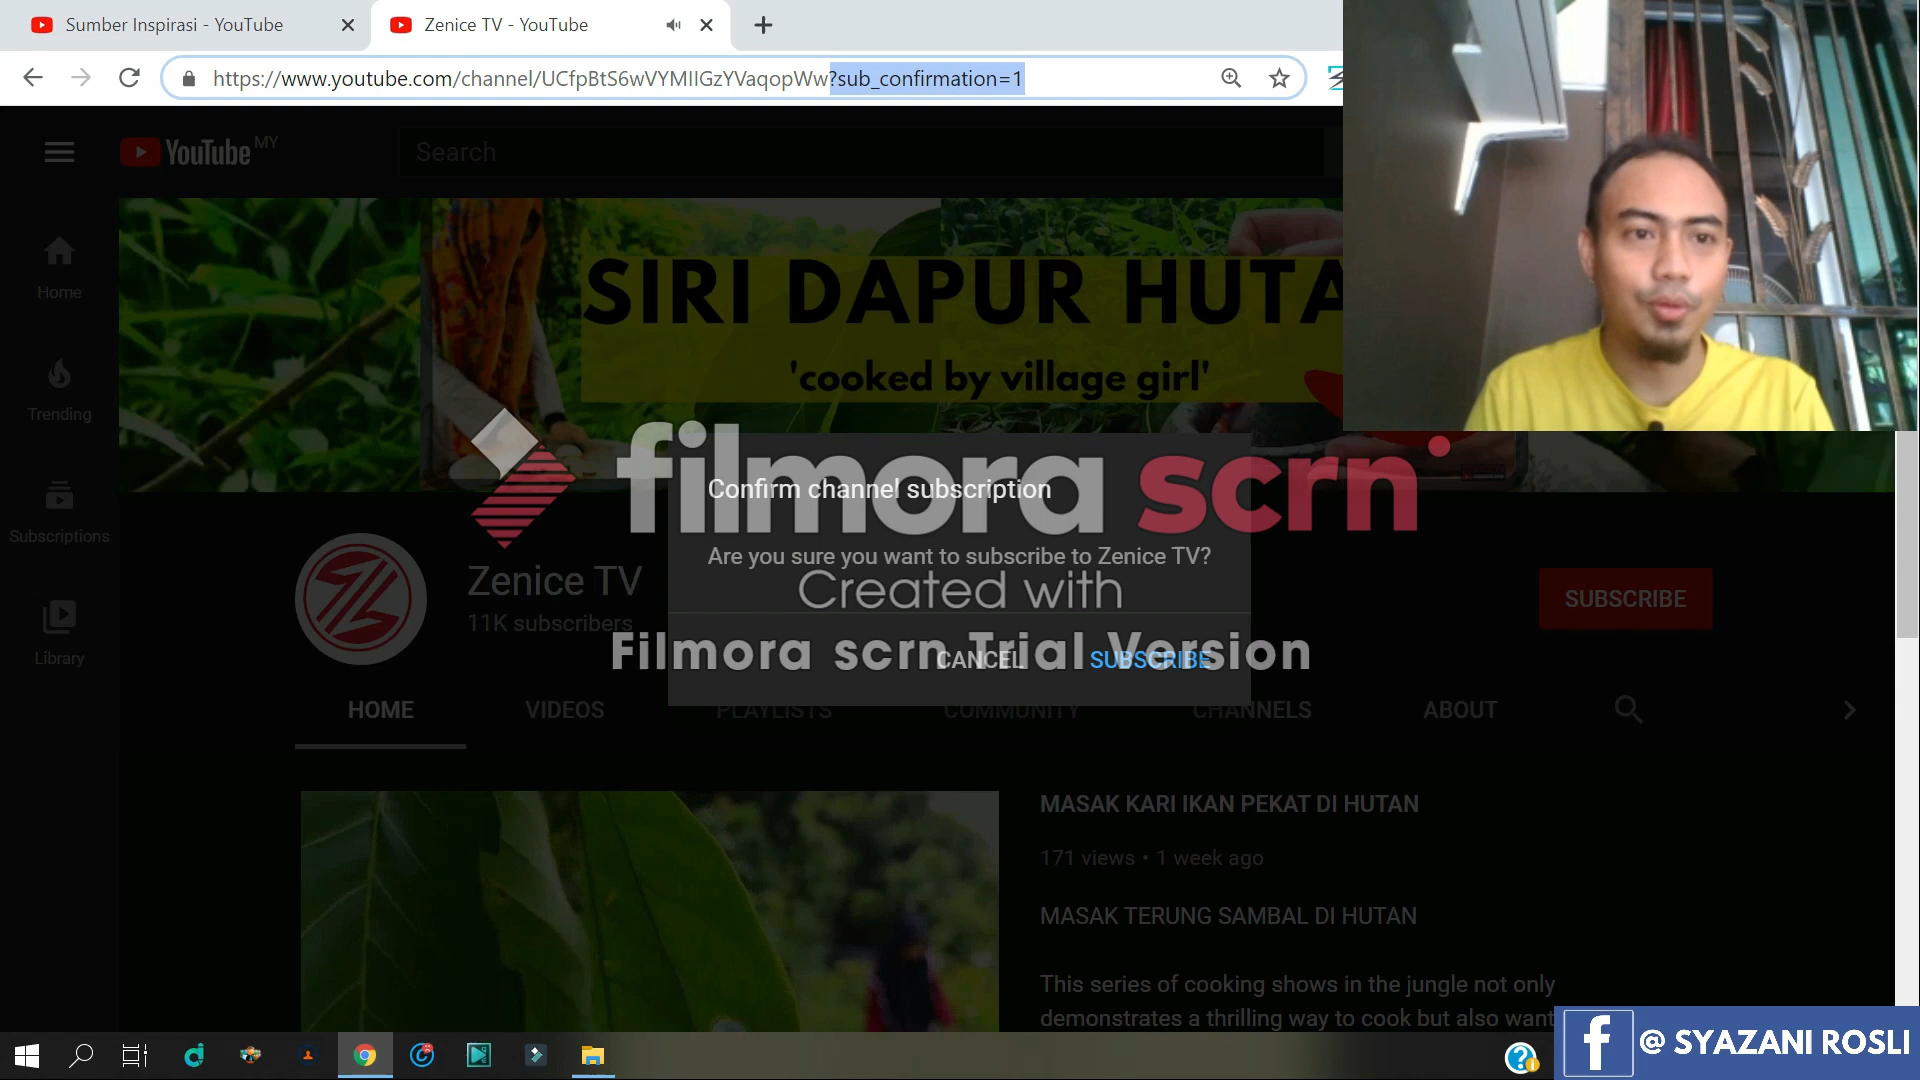 Sumber Inspirasi - YouTube
Zenice TV - YouTube
https://www.youtube.com/channel/UCfpBtS6wVYMIIGzYVaqopWw?sub_confirmation=1
YouTube MY
Search
Home
Trending
Subscriptions
Library
SIRI DAPUR HUTA
'cooked by village girl'
filmora scrn
Confirm channel subscription
Are you sure you want to subscribe to Zenice TV?
Created with
Filmora scrn Trial Version
CANCEL
SUBSCRIBE
Zenice TV
11K subscribers
SUBSCRIBE
HOME
VIDEOS
PLAYLISTS
COMMUNITY
CHANNELS
ABOUT
MASAK KARI IKAN PEKAT DI HUTAN
171 views • 1 week ago
MASAK TERUNG SAMBAL DI HUTAN
This series of cooking shows in the jungle not only
demonstrates a thrilling way to cook but also want
@ SYAZANI ROSLI